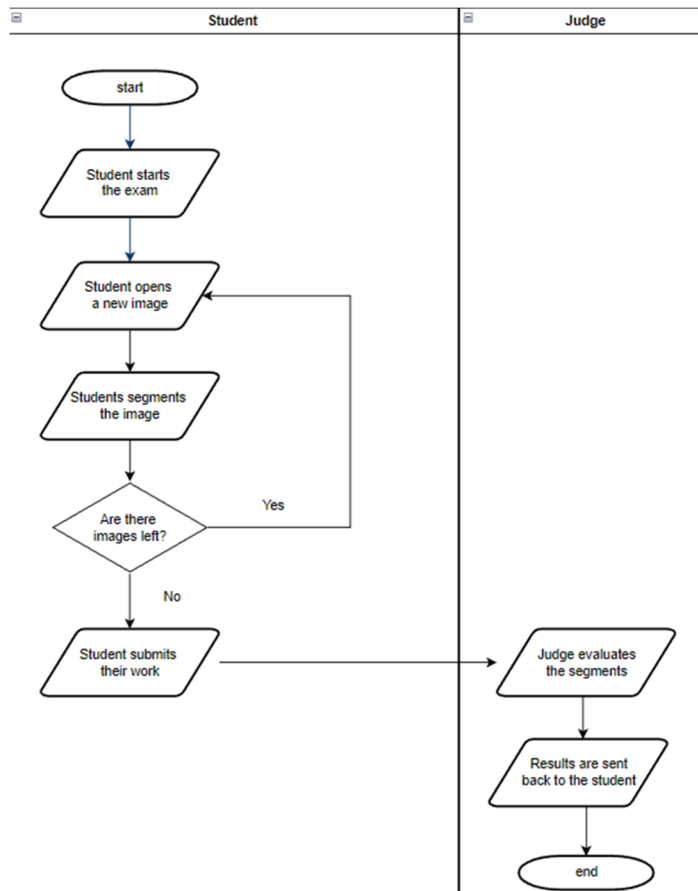 Student
Judge
start
Student starts
the exam
Student opens
a new image
Students segments
the image
Are there
images left?
Yes
No
Student submits
their work
Judge evaluates
the segments
Results are sent
back to the student
end